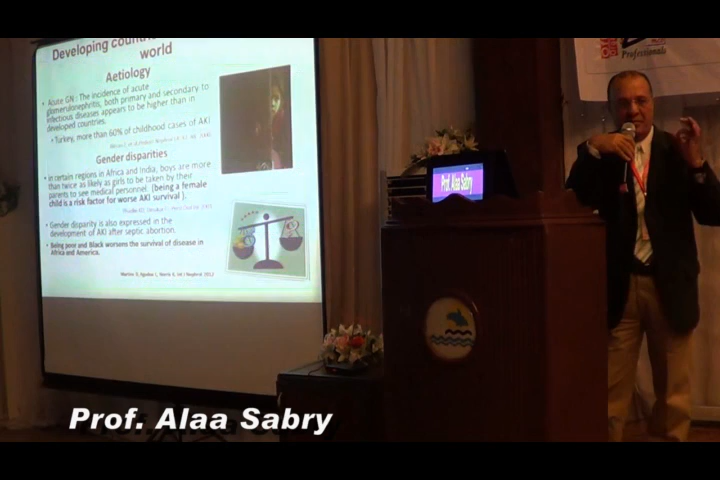 Developing
world
Aetiology
• Acute GN : The incidence of acute
glomerulonephritis, both primary and secondary to
infectious diseases appears to be higher than in
developed countries.
Turkey, more than 60% of childhood cases of AKI
Gender disparities
• in certain regions in Africa and India, boys are more
than twice as likely as girls to be taken by their
parents to see medical personnel. (being a female
child is a risk factor for worse AKI survival ).
• Gender disparity is also expressed in the
development of AKI after septic abortion.
• Being poor and Black worsens the survival of disease in
Africa and America.
2012
Professionals
Prof. Alaa Sabry
Prof. Alaa Sabry